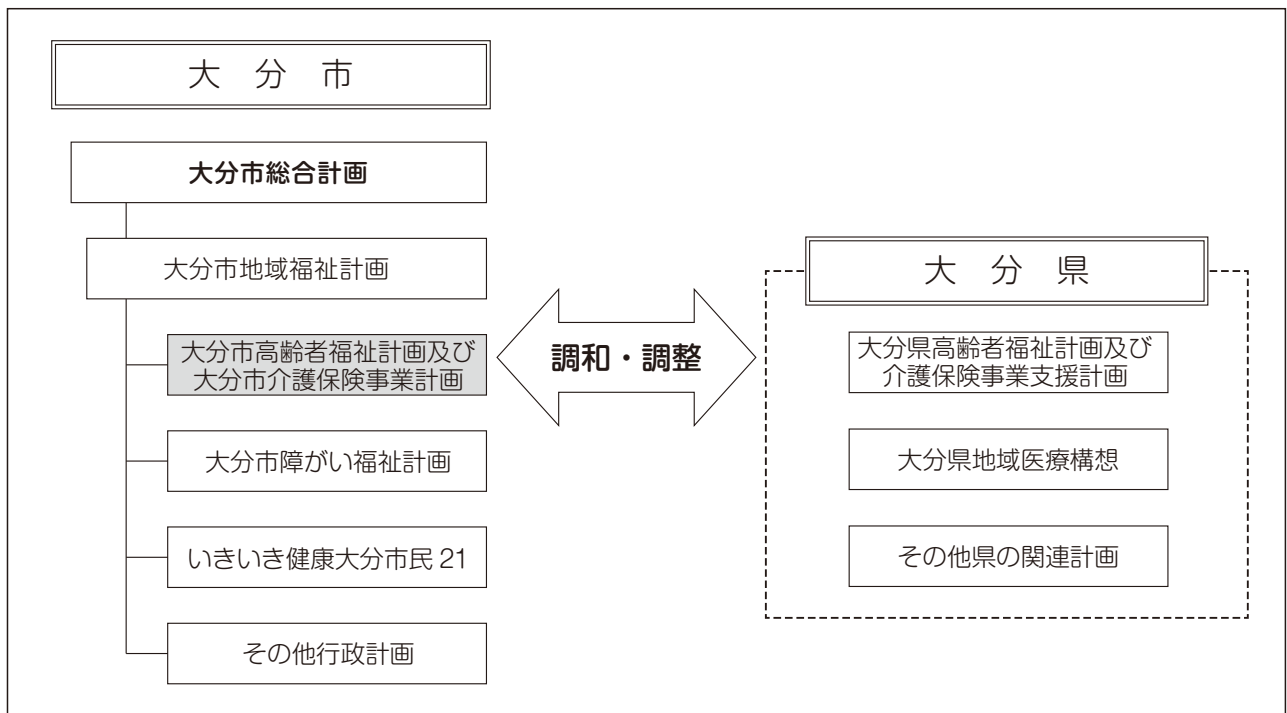 大分市
大分市総合計画
大分市地域福祉計画
大分市高齢者福祉計画及び
大分市介護保険事業計画
大分市障がい福祉計画
いきいき健康大分市民 21
その他行政計画
調和・調整
大分県
大分県高齢者福祉計画及び
介護保険事業支援計画
大分県地域医療構想
その他県の関連計画